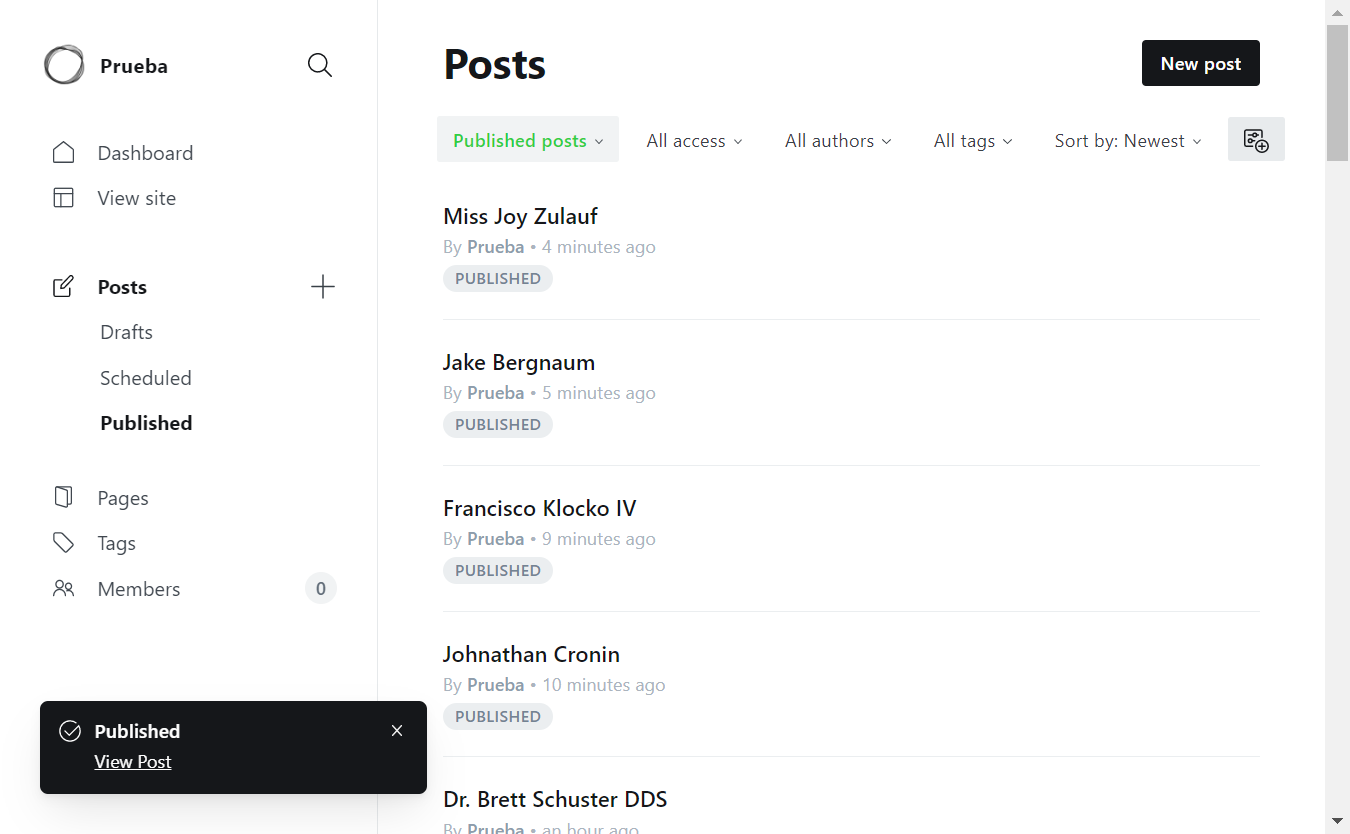 Prueba
Dashboard
View site
Posts
Drafts
Scheduled
Published
Pages
Tags
Members 0
Published
View Post
Posts
New post
Published posts All access All authors All tags Sort by: Newest
Miss Joy Zulauf
By Prueba • 4 minutes ago
PUBLISHED
Jake Bergnaum
By Prueba • 5 minutes ago
PUBLISHED
Francisco Klocko IV
By Prueba • 9 minutes ago
PUBLISHED
Johnathan Cronin
By Prueba • 10 minutes ago
PUBLISHED
Dr. Brett Schuster DDS
By Prueba • an hour ago